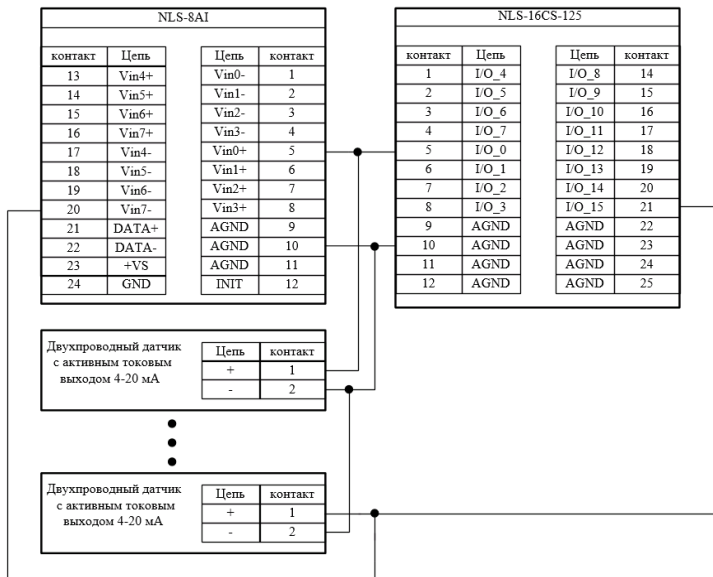 NLS-8AI
контакт Цепь Цепь контакт
13 Vin4+ Vin0- 1
14 Vin5+ Vin1- 2
15 Vin6+ Vin2- 3
16 Vin7+ Vin3- 4
17 Vin4- Vin0+ 5
18 Vin5- Vin1+ 6
19 Vin6- Vin2+ 7
20 Vin7- Vin3+ 8
21 DATA+ AGND 9
22 DATA- AGND 10
23 +VS AGND 11
24 GND INIT 12
NLS-16CS-125
контакт Цепь Цепь контакт
1 I/O_4 I/O_8 14
2 I/O_5 I/O_9 15
3 I/O_6 I/O_10 16
4 I/O_7 I/O_11 17
5 I/O_0 I/O_12 18
6 I/O_1 I/O_13 19
7 I/O_2 I/O_14 20
8 I/O_3 I/O_15 21
9 AGND AGND 22
10 AGND AGND 23
11 AGND AGND 24
12 AGND AGND 25
Двухпроводный датчик
с активным токовым
выходом 4-20 мА
Цепь контакт
+ 1
- 2
Двухпроводный датчик
с активным токовым
выходом 4-20 мА
Цепь контакт
+ 1
- 2